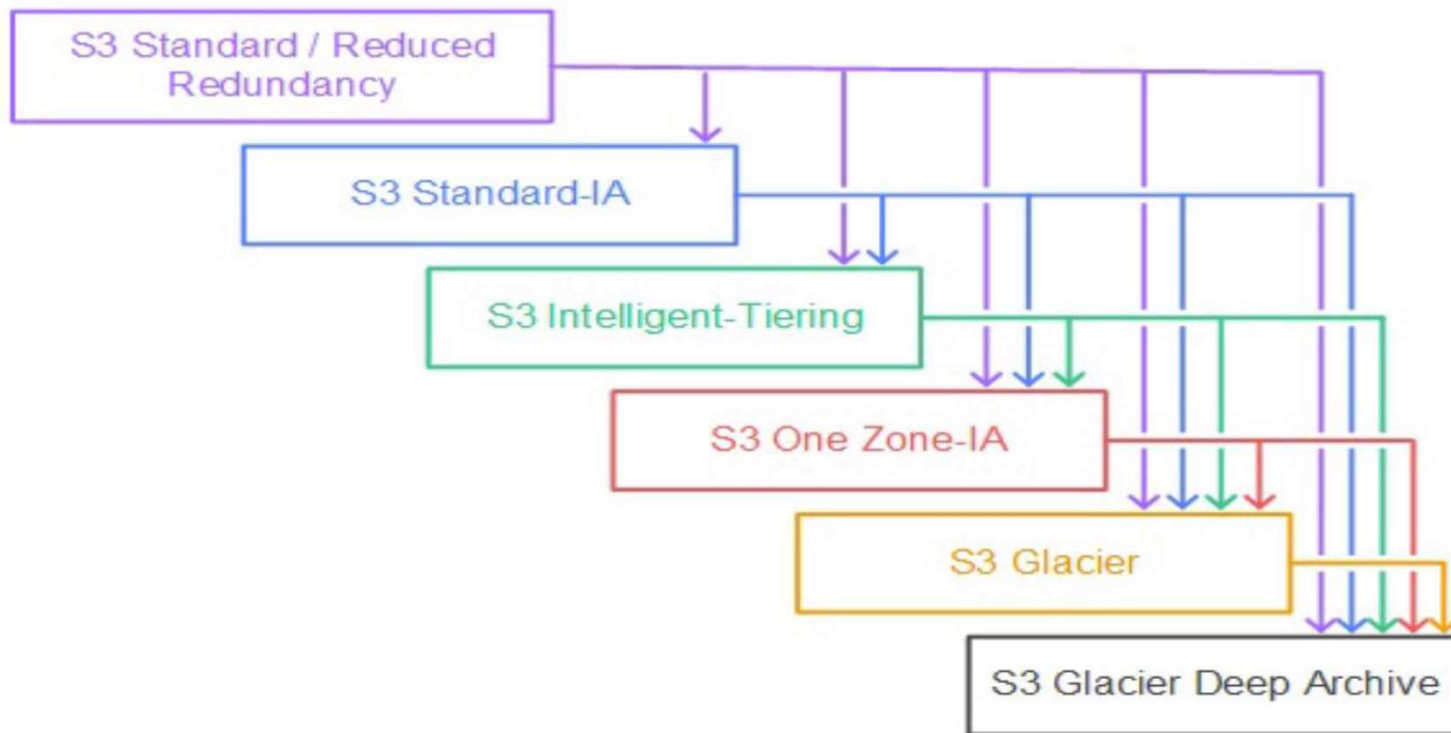 S3 Standard / Reduced
Redundancy
S3 Standard-IA
S3 Intelligent-Tiering
S3 One Zone-IA
S3 Glacier
S3 Glacier Deep Archive